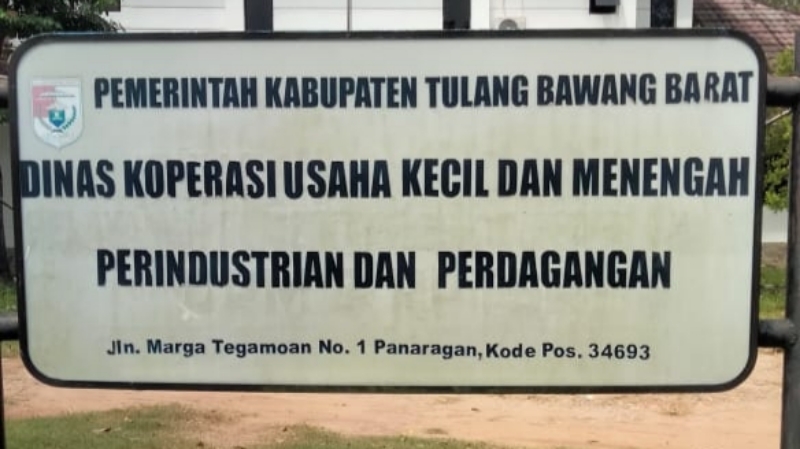 PEMERINTAH KABUPATEN TULANG BAWANG BARAT
DINAS KOPERASI USAHA KECIL DAN MENENGAH
PERINDUSTRIAN DAN PERDAGANGAN
Jln. Marga Tegamoan No. 1 Panaragan, Kode Pos. 34693